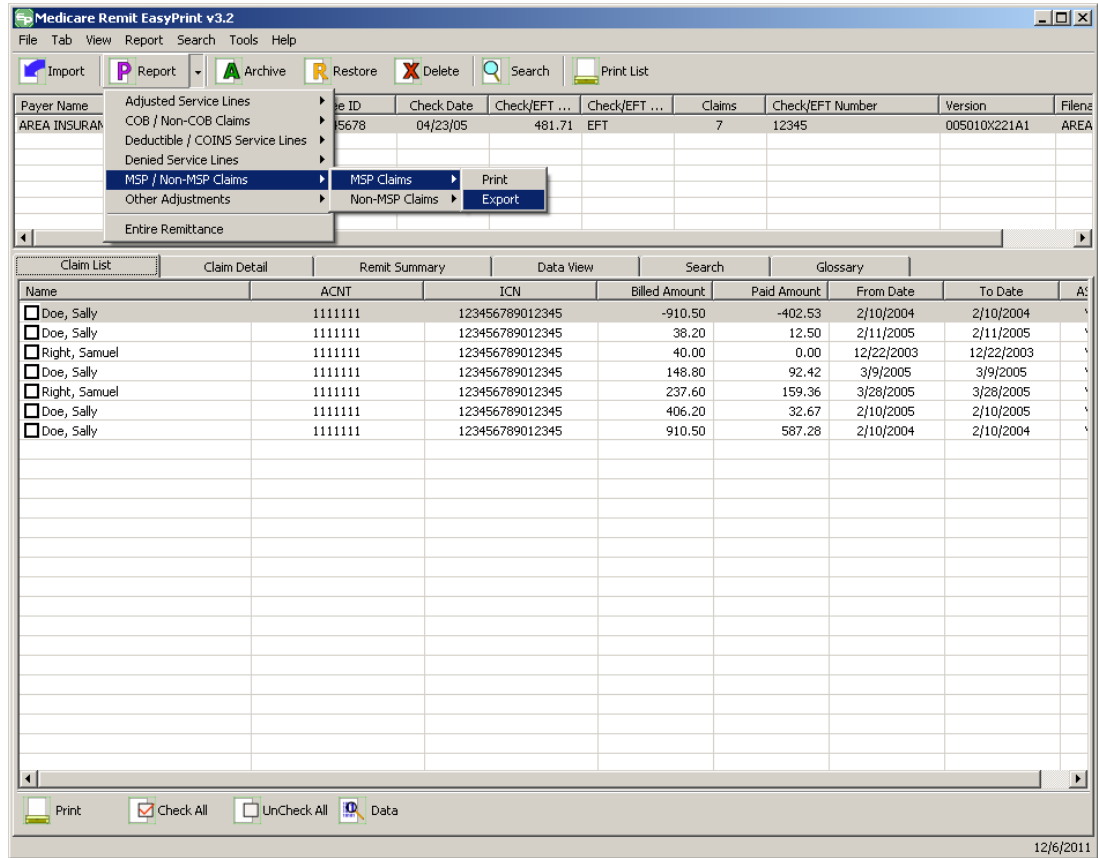 Medicare Remit EasyPrint v3.2
File Tab View Report Search Tools Help
Import Report Archive Restore Delete Search Print List
Payer Name ee ID Check Date Check/EFT ... Check/EFT ... Claims Check/EFT Number Version Filena
AREA INSURAN 5678 04/23/05 481.71 EFT 7 12345 005010X221A1 AREA
Adjusted Service Lines
COB / Non-COB Claims
Deductible / COINS Service Lines
Denied Service Lines
MSP / Non-MSP Claims MSP Claims Print
Other Adjustments Non-MSP Claims Export
Entire Remittance
Claim List Claim Detail Remit Summary Data View Search Glossary
Name ACNT ICN Billed Amount Paid Amount From Date To Date AS
Doe, Sally 1111111 123456789012345 -910.50 -402.53 2/10/2004 2/10/2004
Doe, Sally 1111111 123456789012345 38.20 12.50 2/11/2005 2/11/2005
Right, Samuel 1111111 123456789012345 40.00 0.00 12/22/2003 12/22/2003
Doe, Sally 1111111 123456789012345 148.80 92.42 3/9/2005 3/9/2005
Right, Samuel 1111111 123456789012345 237.60 159.36 3/28/2005 3/28/2005
Doe, Sally 1111111 123456789012345 406.20 32.67 2/10/2005 2/10/2005
Doe, Sally 1111111 123456789012345 910.50 587.28 2/10/2004 2/10/2004
Print Check All UnCheck All Data
12/6/2011